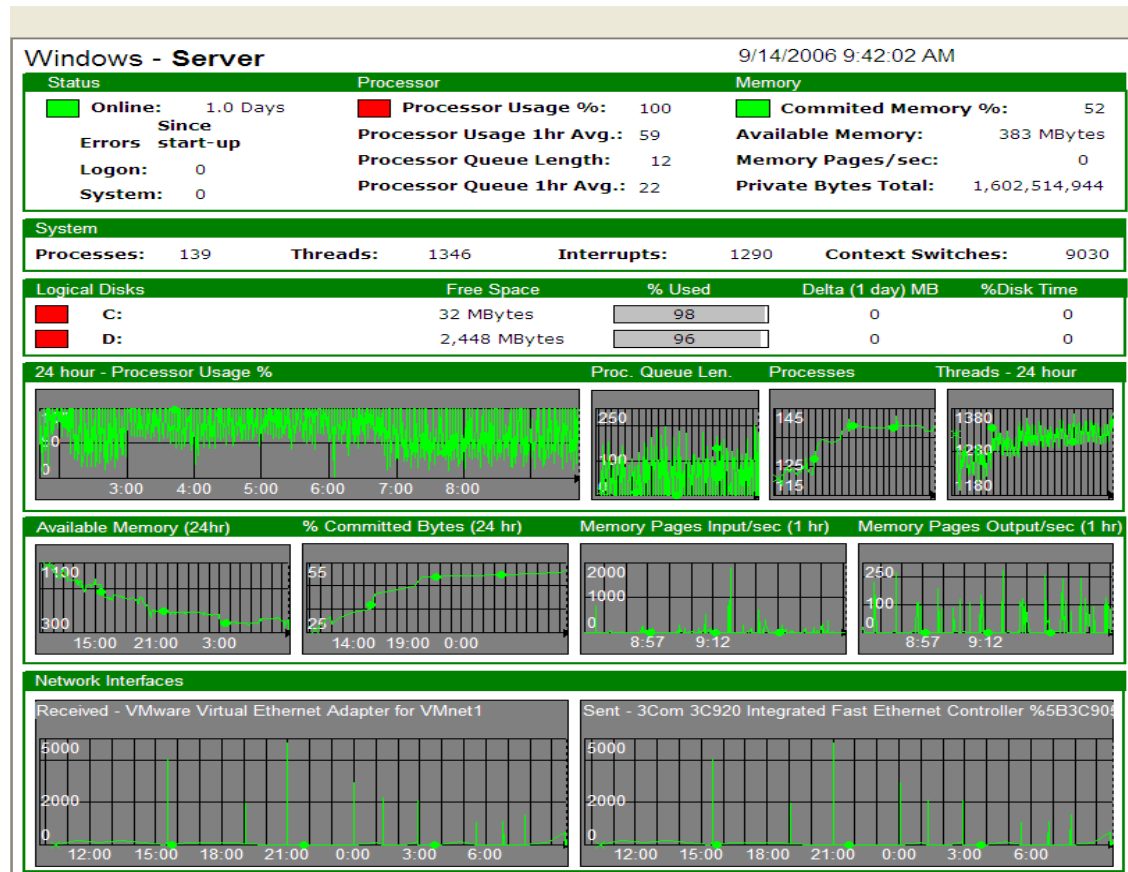 Windows - Server 9/14/2006 9:42:02 AM
Status Processor Memory
Online: 1.0 Days Processor Usage %: 100 Commited Memory %: 52
Since
Errors start-up Processor Usage 1hr Avg.: 59 Available Memory: 383 MBytes
Logon: 0 Processor Queue Length: 12 Memory Pages/sec: 0
System: 0 Processor Queue 1hr Avg.: 22 Private Bytes Total: 1,602,514,944
System
Processes: 139 Threads: 1346 Interrupts: 1290 Context Switches: 9030
Logical Disks Free Space % Used Delta (1 day) MB %Disk Time
C: 32 MBytes 98 0 0
D: 2,448 MBytes 96 0 0
24 hour - Processor Usage % Proc. Queue Len. Processes Threads - 24 hour
250 145 1380
100 125 1280
0 115 1180
3:00 4:00 5:00 6:00 7:00 8:00
Available Memory (24hr) % Committed Bytes (24 hr) Memory Pages Input/sec (1 hr) Memory Pages Output/sec (1 hr)
1100 55 2000 250
1000 100
300 25 0 0
15:00 21:00 3:00 14:00 19:00 0:00 8:57 9:12 8:57 9:12
Network Interfaces
Received - VMware Virtual Ethernet Adapter for VMnet1 Sent - 3Com 3C920 Integrated Fast Ethernet Controller %5B3C905
5000 5000
2000 2000
0 0
12:00 15:00 18:00 21:00 0:00 3:00 6:00 12:00 15:00 18:00 21:00 0:00 3:00 6:00